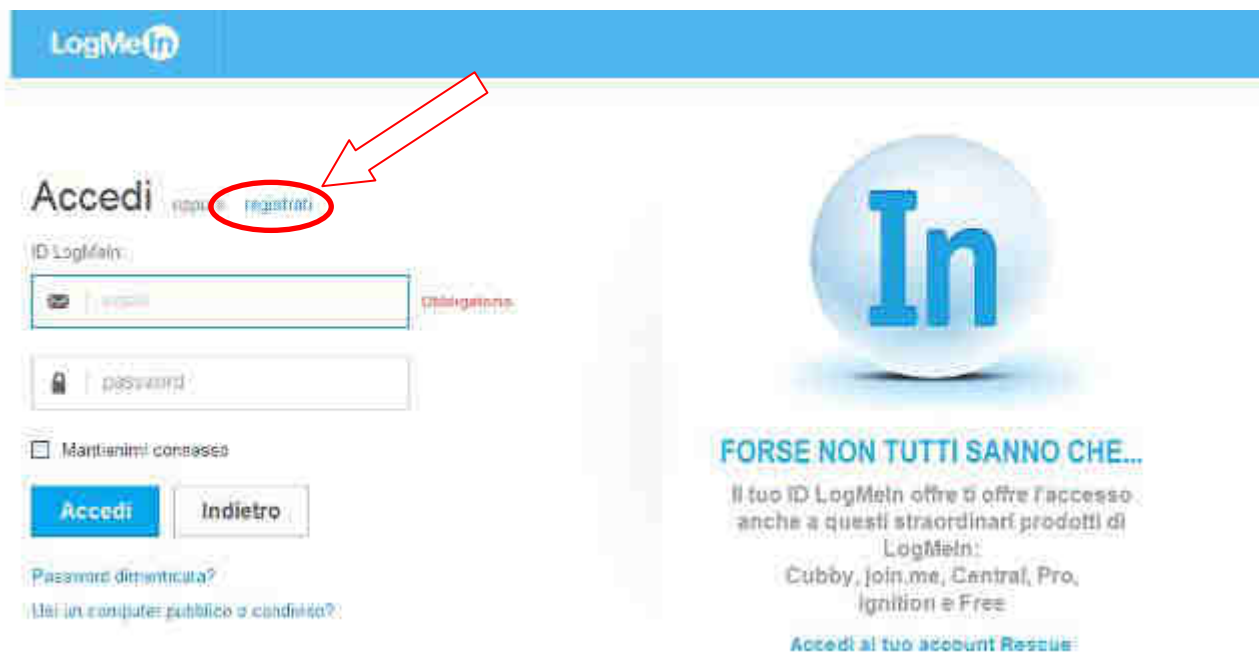 LogMeIn
Accedi oppure registrati
ID LogMeIn:
email Obbligatorio
password
Mantienimi connesso
Accedi Indietro
Password dimenticata?
Usi un computer pubblico o condiviso?
In
FORSE NON TUTTI SANNO CHE...
Il tuo ID LogMeIn offre ti offre l'accesso
anche a questi straordinari prodotti di
LogMeIn:
Cubby, join.me, Central, Pro,
Ignition e Free
Accedi al tuo account Rescue